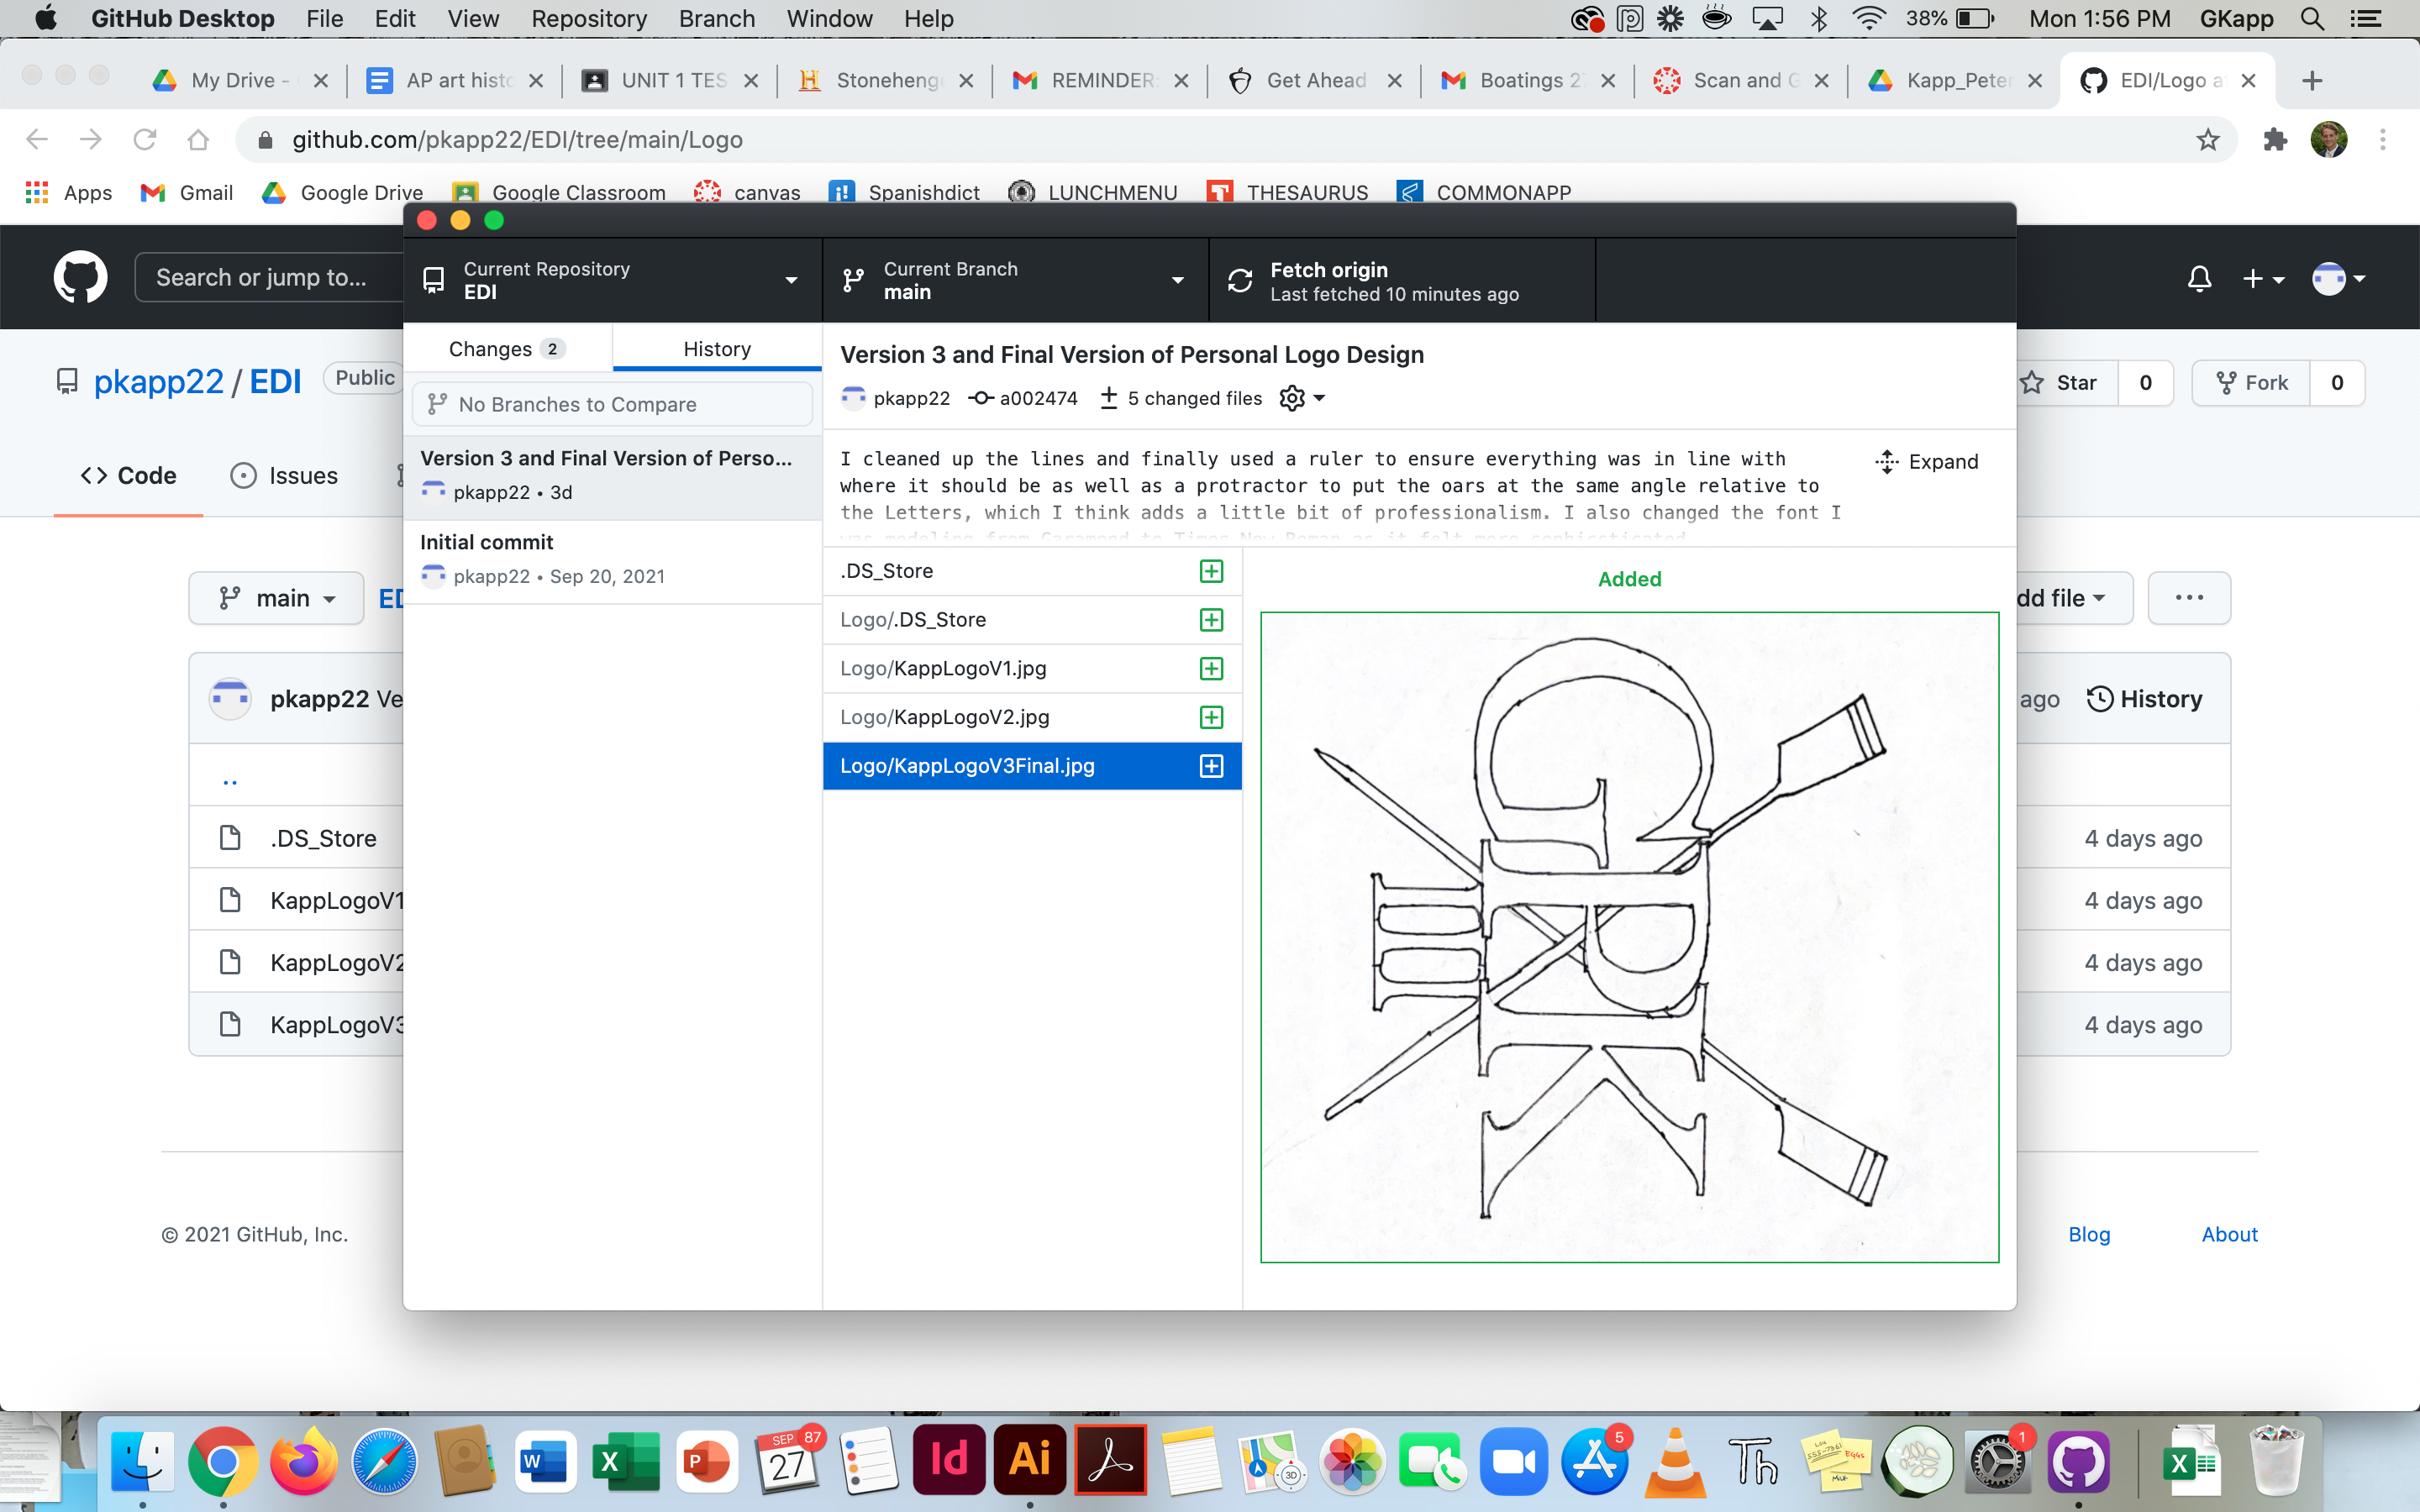 GitHub Desktop File Edit View Repository Branch Window Help 38% Mon 1:56 PM GKapp
My Drive - AP art histo UNIT 1 TES Stoneheng REMINDER Get Ahead Boatings 2 Scan and G Kapp_Peter EDI/Logo a
github.com/pkapp22/EDI/tree/main/Logo
Apps Gmail Google Drive Google Classroom canvas Spanishdict LUNCHMENU THESAURUS COMMONAPP
Search or jump to...
pkapp22 / EDI Public
Star 0 Fork 0
Code Issues
main
dd file
pkapp22
ago History
..
.DS_Store 4 days ago
KappLogoV1 4 days ago
KappLogoV2 4 days ago
KappLogoV3 4 days ago
© 2021 GitHub, Inc.
Blog About
Current Repository
EDI
Current Branch
main
Fetch origin
Last fetched 10 minutes ago
Changes 2 History
No Branches to Compare
Version 3 and Final Version of Perso...
pkapp22 • 3d
Initial commit
pkapp22 • Sep 20, 2021
Version 3 and Final Version of Personal Logo Design
pkapp22 a002474 5 changed files
I cleaned up the lines and finally used a ruler to ensure everything was in line with
where it should be as well as a protractor to put the oars at the same angle relative to
the Letters, which I think adds a little bit of professionalism. I also changed the font I
Expand
.DS_Store
Logo/.DS_Store
Logo/KappLogoV1.jpg
Logo/KappLogoV2.jpg
Logo/KappLogoV3Final.jpg
Added
W X P SEP 27 87 Id Ai 3D 5 Th 1 X